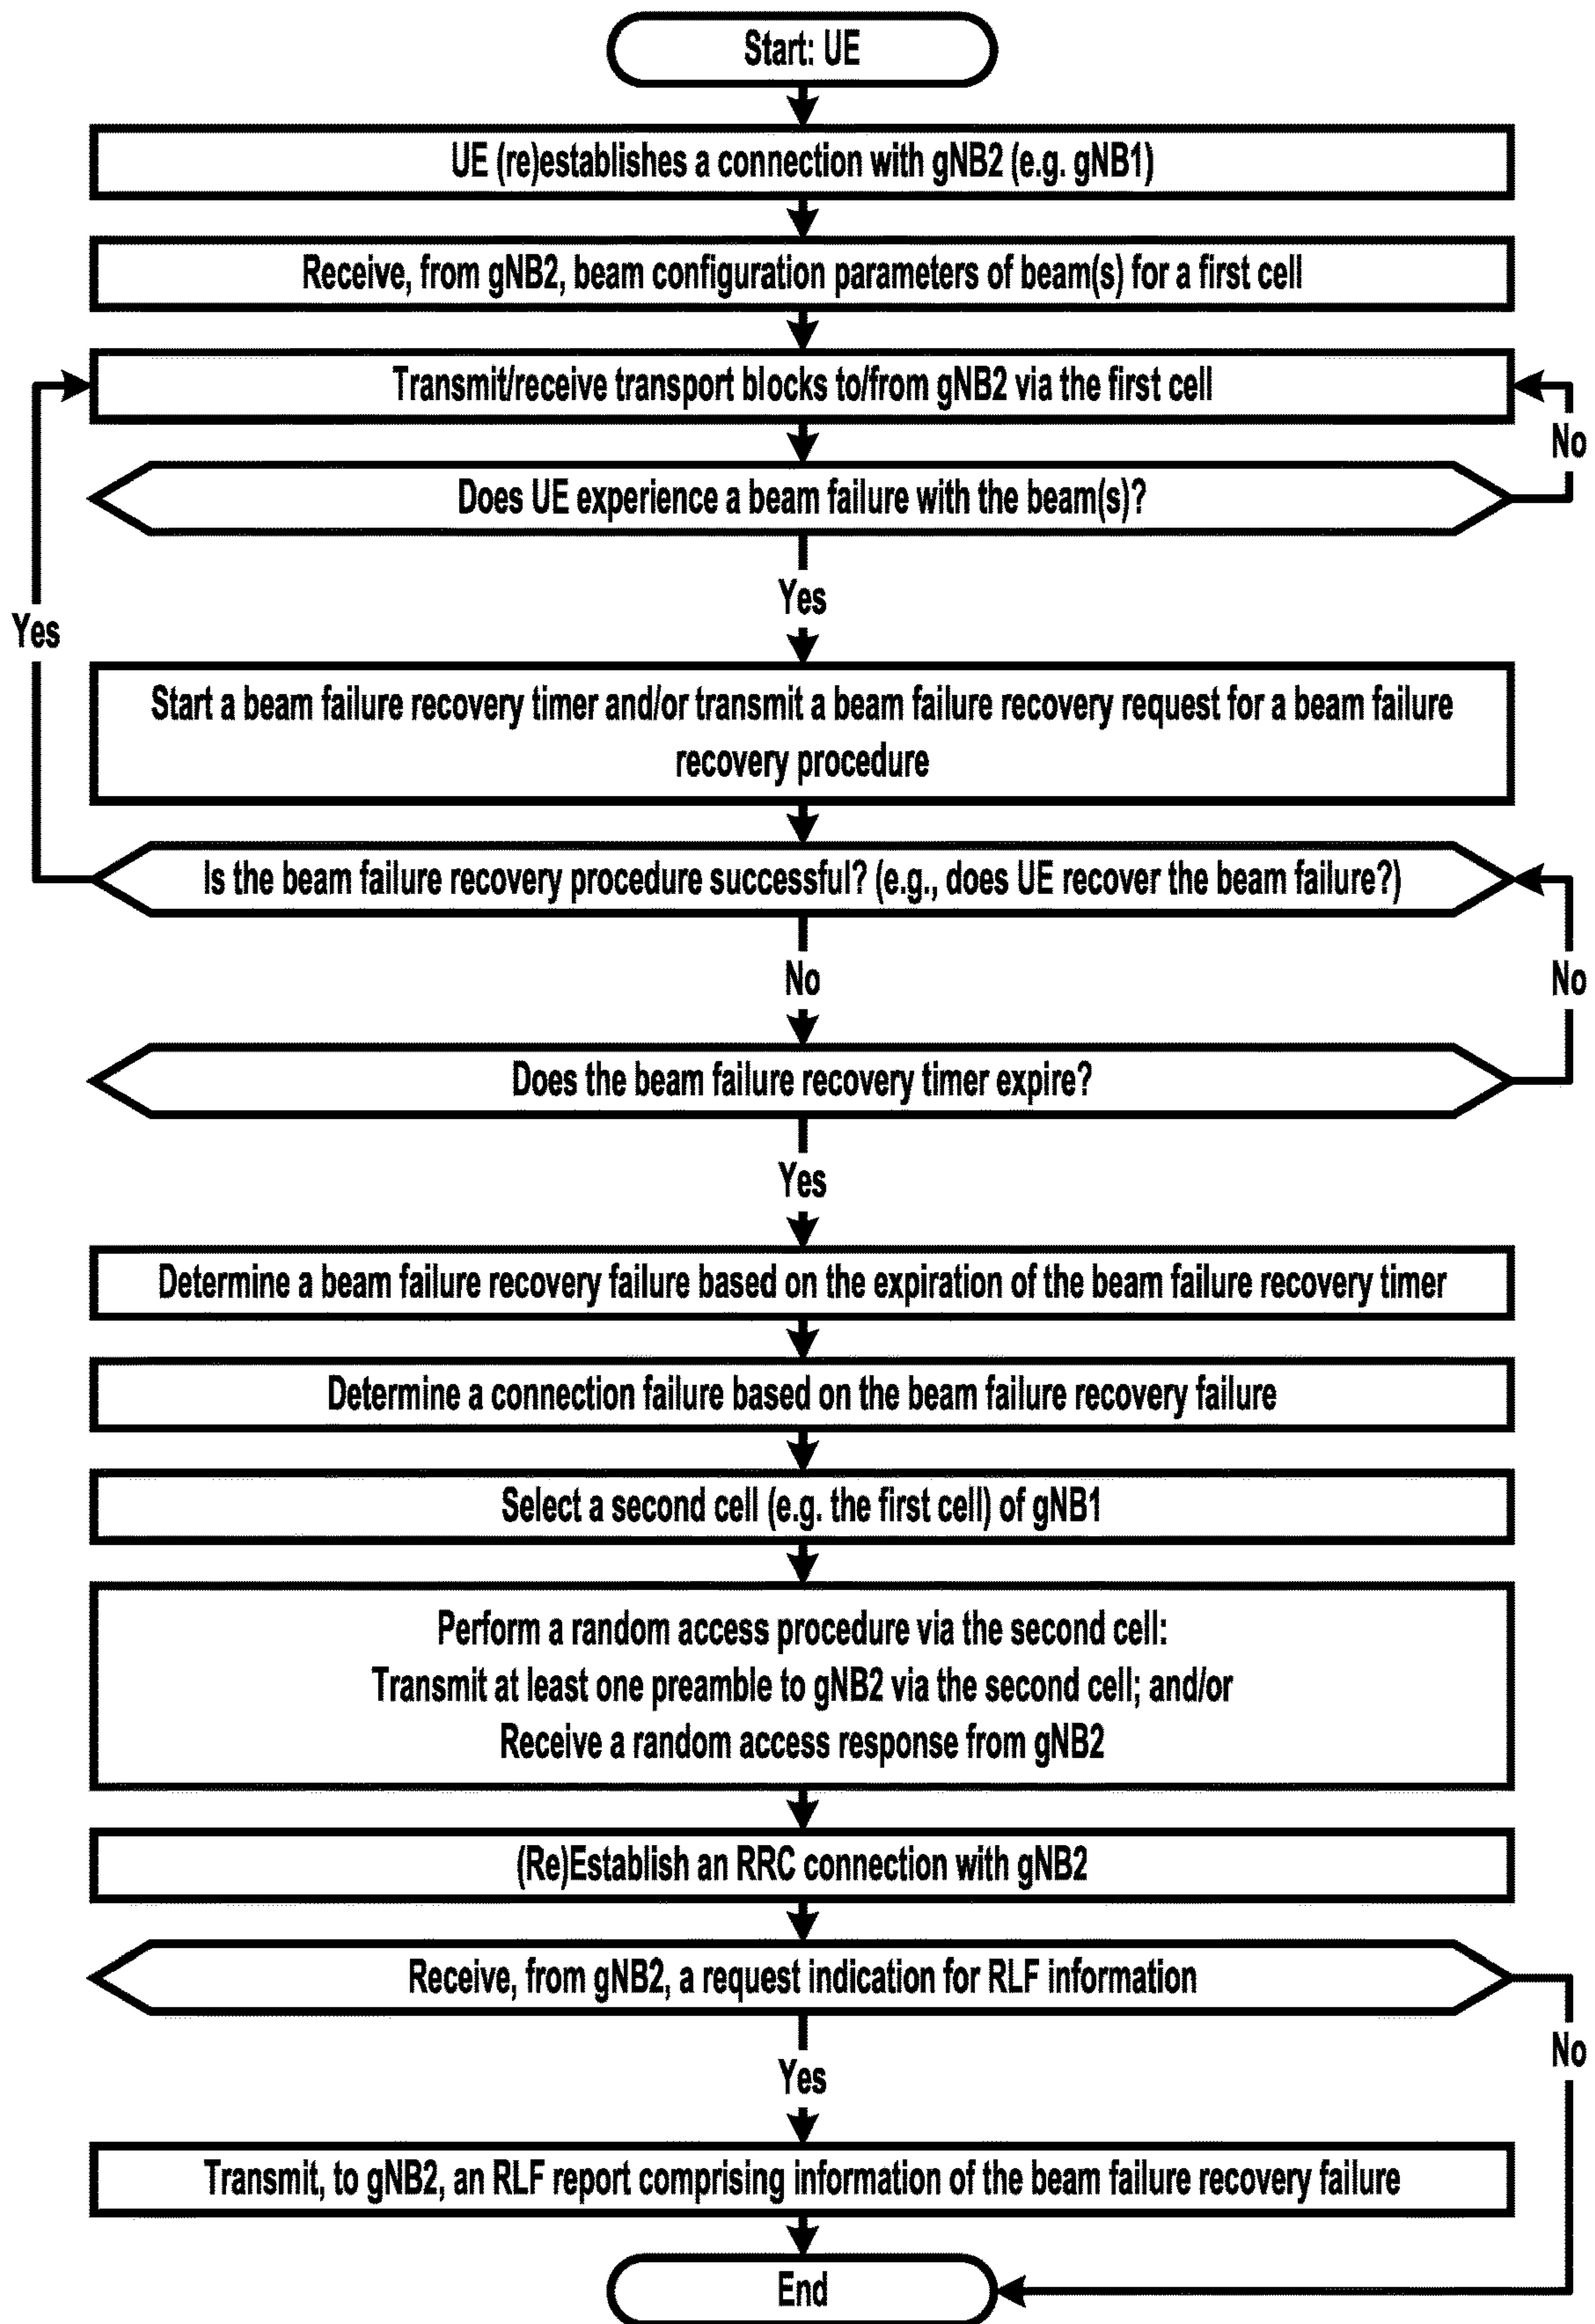 Start: UE
UE (re)establishes a connection with gNB2 (e.g. gNB1)
Receive, from gNB2, beam configuration parameters of beam(s) for a first cell
Transmit/receive transport blocks to/from gNB2 via the first cell
No
Does UE experience a beam failure with the beam(s)?
Yes
Yes
Start a beam failure recovery timer and/or transmit a beam failure recovery request for a beam failure
recovery procedure
Is the beam failure recovery procedure successful? (e.g., does UE recover the beam failure?)
No
No
Does the beam failure recovery timer expire?
Yes
Determine a beam failure recovery failure based on the expiration of the beam failure recovery timer
Determine a connection failure based on the beam failure recovery failure
Select a second cell (e.g. the first cell) of gNB1
Perform a random access procedure via the second cell:
Transmit at least one preamble to gNB2 via the second cell; and/or
Receive a random access response from gNB2
(Re)Establish an RRC connection with gNB2
Receive, from gNB2, a request indication for RLF information
No
Yes
Transmit, to gNB2, an RLF report comprising information of the beam failure recovery failure
End